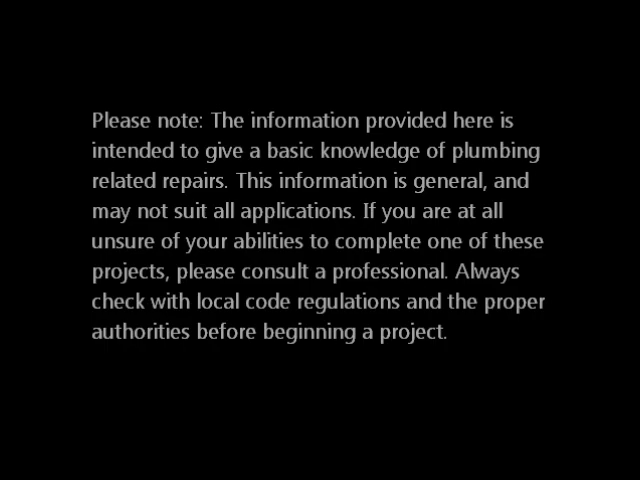 Please note: The information provided here is
intended to give a basic knowledge of plumbing
related repairs. This information is general, and
may not suit all applications. If you are at all
unsure of your abilities to complete one of these
projects, please consult a professional. Always
check with local code regulations and the proper
authorities before beginning a project.